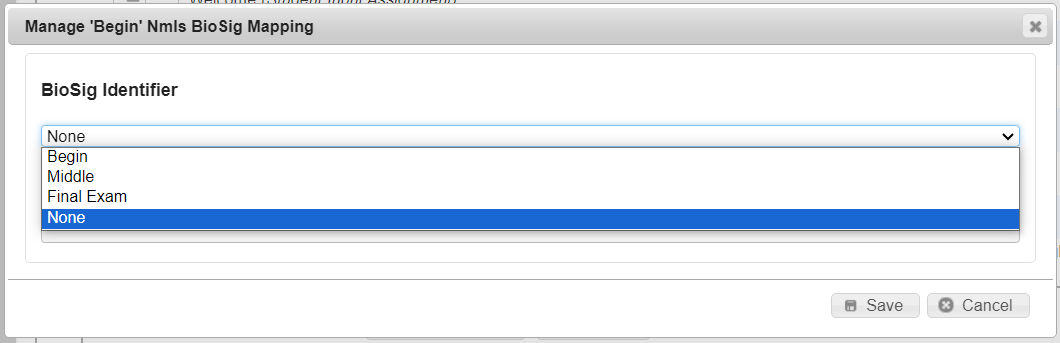 Manage 'Begin' Nmls BioSig Mapping
BioSig Identifier
None
Begin
Middle
Final Exam
None
Save
Cancel